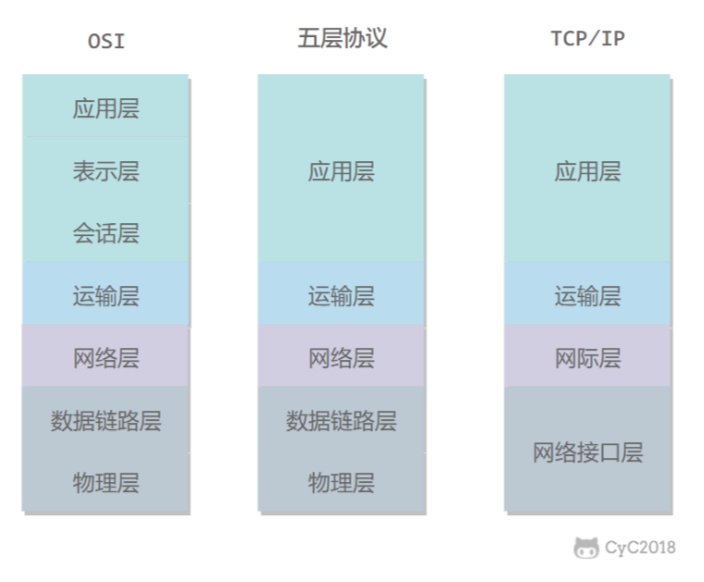 OSI
五层协议
TCP/IP
应用层
表示层
会话层
运输层
网络层
数据链路层
物理层
应用层
运输层
网络层
数据链路层
物理层
应用层
运输层
网际层
网络接口层
CyC2018